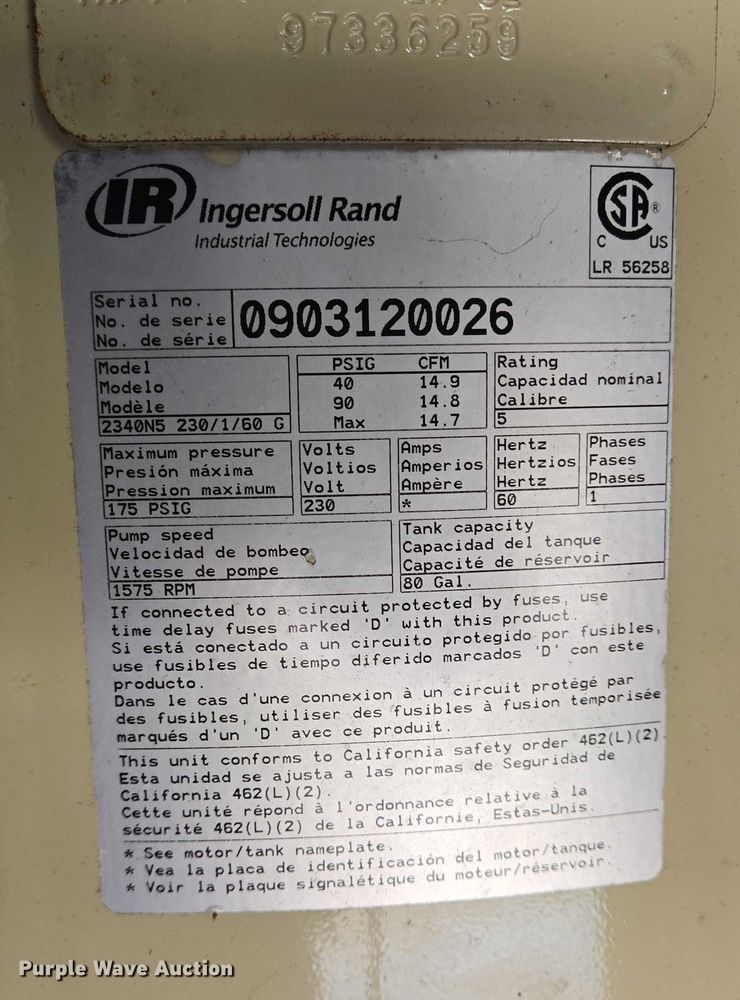 97336259
IR Ingersoll Rand
Industrial Technologies
SA ®
C US
LR 56258
Serial no.
No. de serie
No. de série
0903120026
Model
Modelo
Modèle
2340N5 230/1/60 G
PSIG CFM
40 14.9
90 14.8
Max 14.7
Rating
Capacidad nominal
Calibre
5
Maximum pressure
Presión máxima
Pression maximum
175 PSIG
Volts
Voltios
Volt
230
Amps
Amperios
Ampère
*
Hertz
Hertzios
Hertz
60
Phases
Fases
Phases
1
Pump speed
Velocidad de bombeo
Vitesse de pompe
1575 RPM
Tank capacity
Capacidad del tanque
Capacité de réservoir
80 Gal.
If connected to a circuit protected by fuses, use
time delay fuses marked 'D' with this product.
Si está conectado a un circuito protegido por fusibles,
use fusibles de tiempo diferido marcados 'D' con este
producto.
Dans le cas d'une connexion à un circuit protégé par
des fusibles, utiliser des fusibles à fusion temporisée
marqués d'un 'D' avec ce produit.
This unit conforms to California safety order 462(L)(2).
Esta unidad se ajusta a las normas de Seguridad de
California 462(L)(2).
Cette unité répond à l'ordonnance relative à la
sécurité 462(L)(2) de la Californie, Estas-Unis.
* See motor/tank nameplate.
* Vea la placa de identificación del motor/tanque.
* Voir la plaque signalétique du moteur/réservoir.
Purple Wave Auction